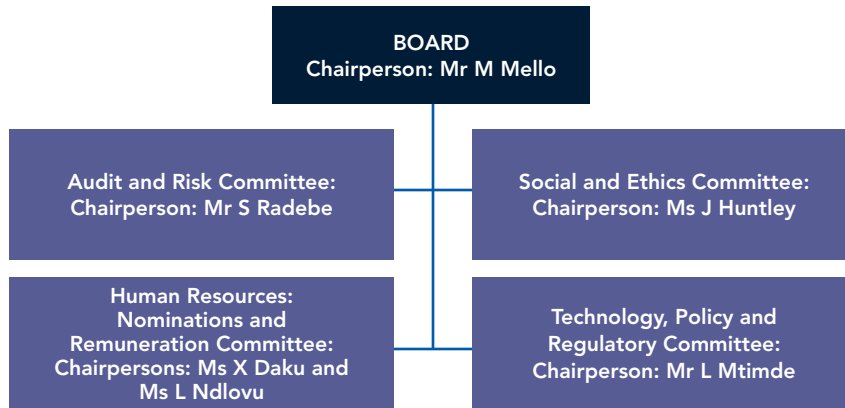 BOARD
Chairperson: Mr M Mello
Audit and Risk Committee:
Chairperson: Mr S Radebe
Social and Ethics Committee:
Chairperson: Ms J Huntley
Human Resources:
Nominations and
Remuneration Committee:
Chairpersons: Ms X Daku and
Ms L Ndlovu
Technology, Policy and
Regulatory Committee:
Chairperson: Mr L Mtimde